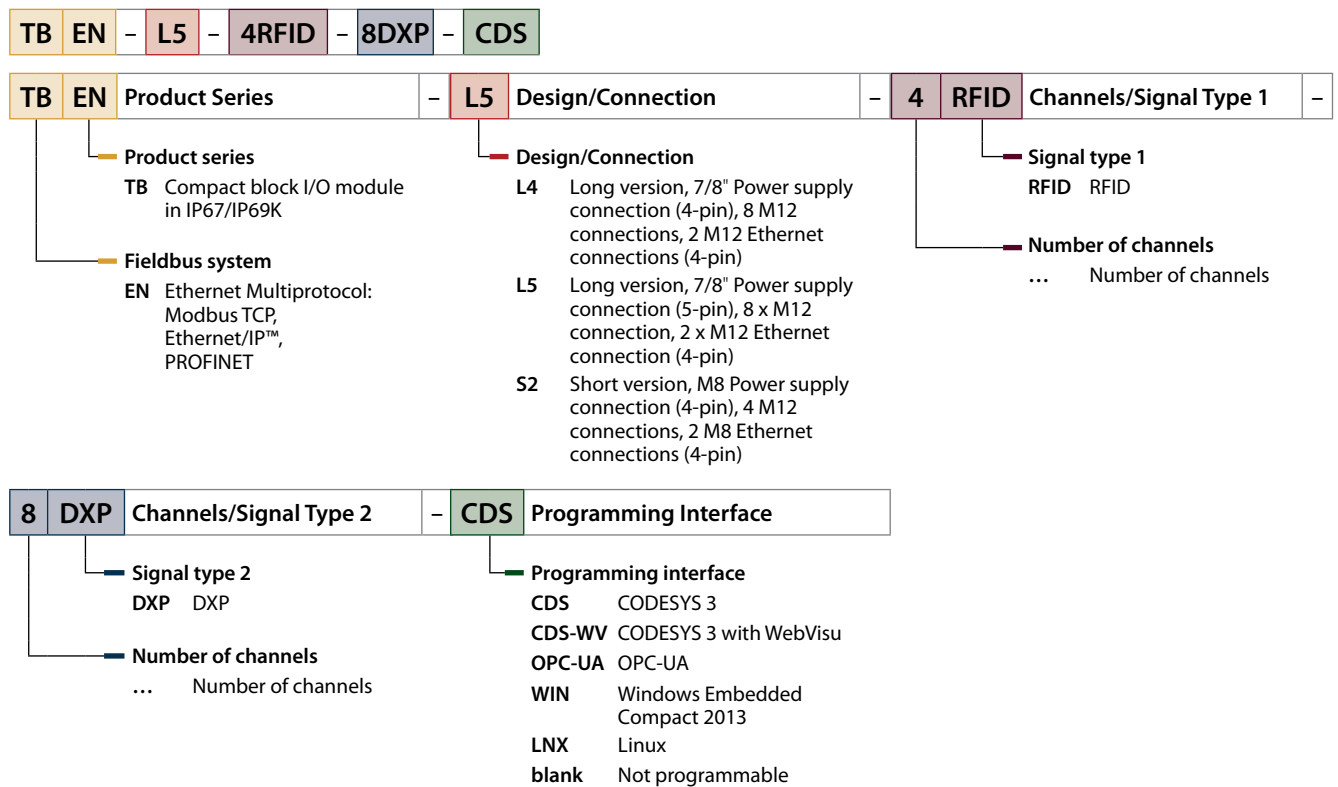 TB EN – L5 – 4RFID – 8DXP – CDS
TB EN Product Series – L5 Design/Connection – 4 RFID Channels/Signal Type 1 –
Product series
TB Compact block I/O module
in IP67/IP69K
Fieldbus system
EN Ethernet Multiprotocol:
Modbus TCP,
Ethernet/IP™,
PROFINET
Design/Connection
L4 Long version, 7/8" Power supply
connection (4-pin), 8 M12
connections, 2 M12 Ethernet
connections (4-pin)
L5 Long version, 7/8" Power supply
connection (5-pin), 8 x M12
connection, 2 x M12 Ethernet
connection (4-pin)
S2 Short version, M8 Power supply
connection (4-pin), 4 M12
connections, 2 M8 Ethernet
connections (4-pin)
Signal type 1
RFID RFID
Number of channels
… Number of channels
8 DXP Channels/Signal Type 2 – CDS Programming Interface
Signal type 2
DXP DXP
Number of channels
… Number of channels
Programming interface
CDS CODESYS 3
CDS-WV CODESYS 3 with WebVisu
OPC-UA OPC-UA
WIN Windows Embedded
Compact 2013
LNX Linux
blank Not programmable